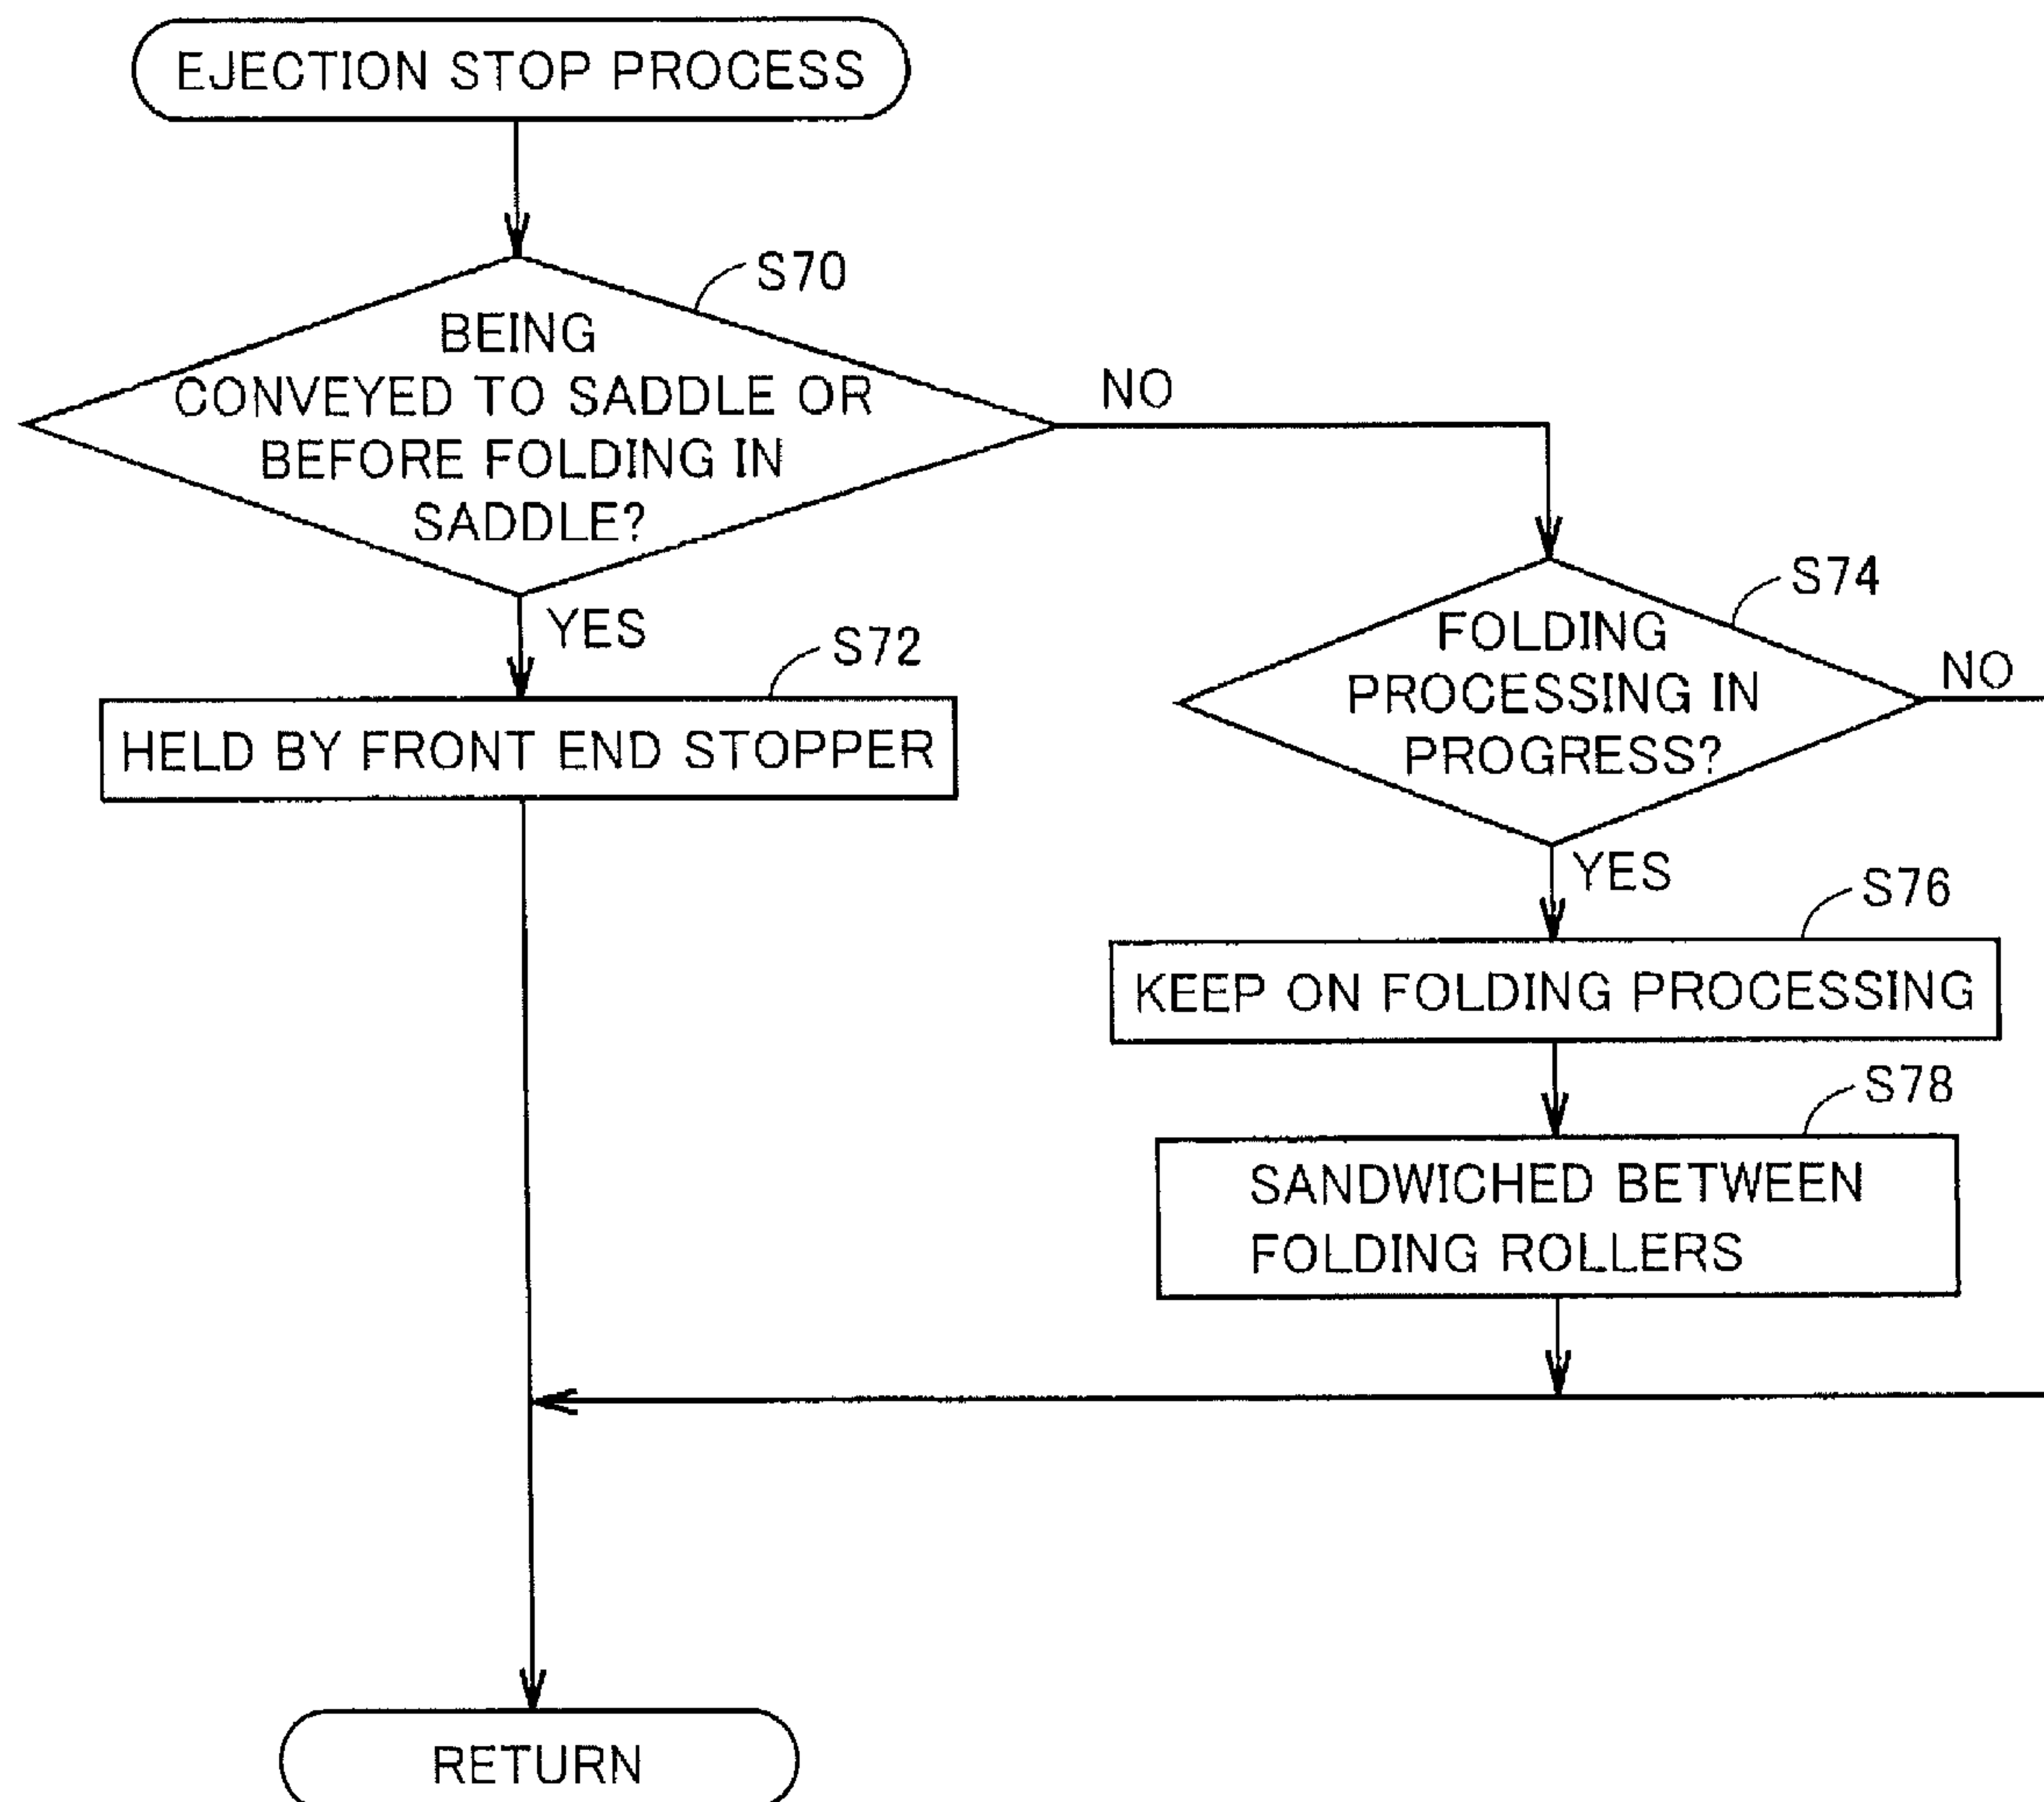 EJECTION STOP PROCESS
S70
BEING
CONVEYED TO SADDLE OR
BEFORE FOLDING IN
SADDLE?
NO
YES
S72
HELD BY FRONT END STOPPER
S74
FOLDING
PROCESSING IN
PROGRESS?
NO
YES
S76
KEEP ON FOLDING PROCESSING
S78
SANDWICHED BETWEEN
FOLDING ROLLERS
RETURN